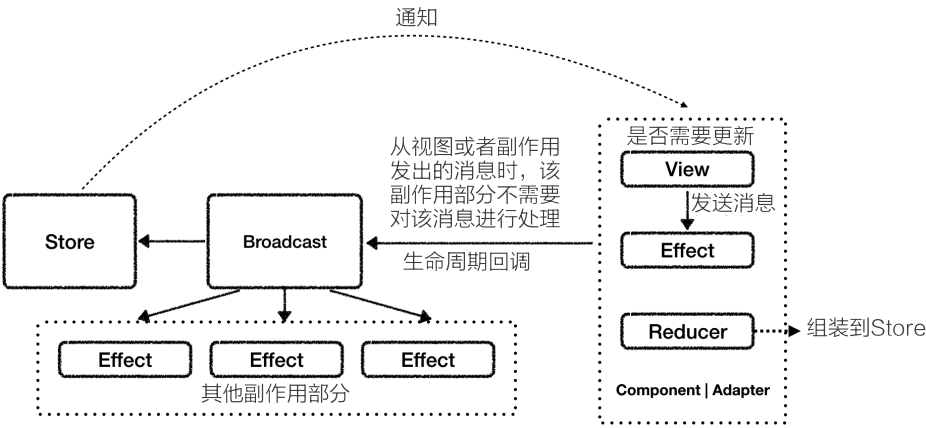 通知
是否需要更新
View
发送消息
Effect
Reducer
组装到Store
Component | Adapter
从视图或者副作用
发出的消息时，该
副作用部分不需要
对该消息进行处理
生命周期回调
Store
Broadcast
Effect
Effect
Effect
其他副作用部分